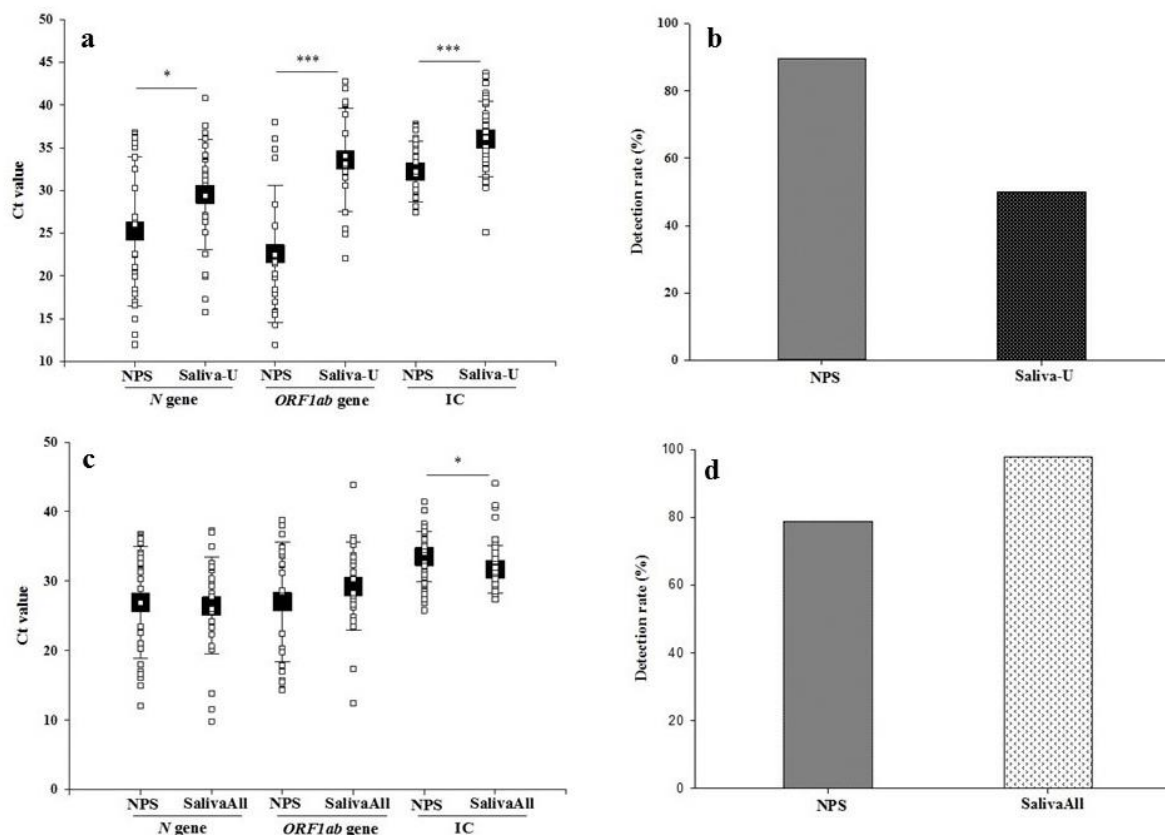 a
50
45
40
35
30
25
20
15
10
Ct value
*
***
***
NPS Saliva-U NPS Saliva-U NPS Saliva-U
N gene ORF1ab gene IC
b
100
80
60
40
20
0
Detection rate (%)
NPS Saliva-U
c
50
40
30
20
10
0
Ct value
*
NPS SalivaAll NPS SalivaAll NPS SalivaAll
N gene ORF1ab gene IC
d
100
80
60
40
20
0
Detection rate (%)
NPS SalivaAll